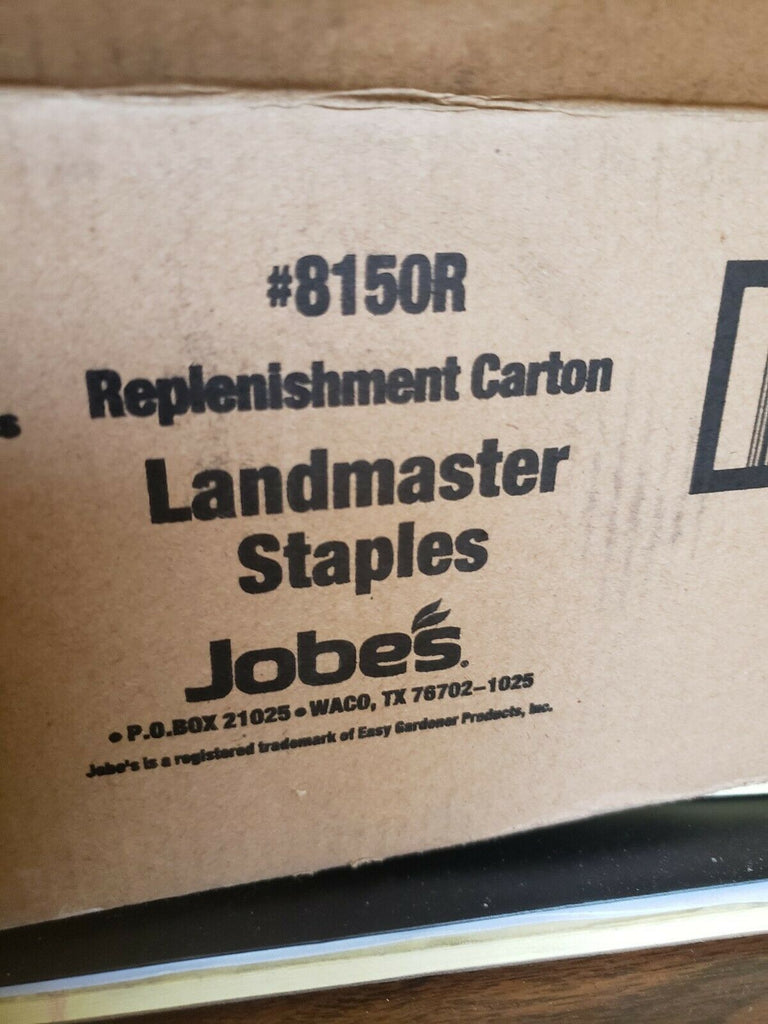 #8150R
Replenishment Carton
Landmaster
Staples
Jobe's®
• P.O.BOX 21025 • WACO, TX 76702-1025
Jobe's is a registered trademark of Easy Gardener Products, Inc.